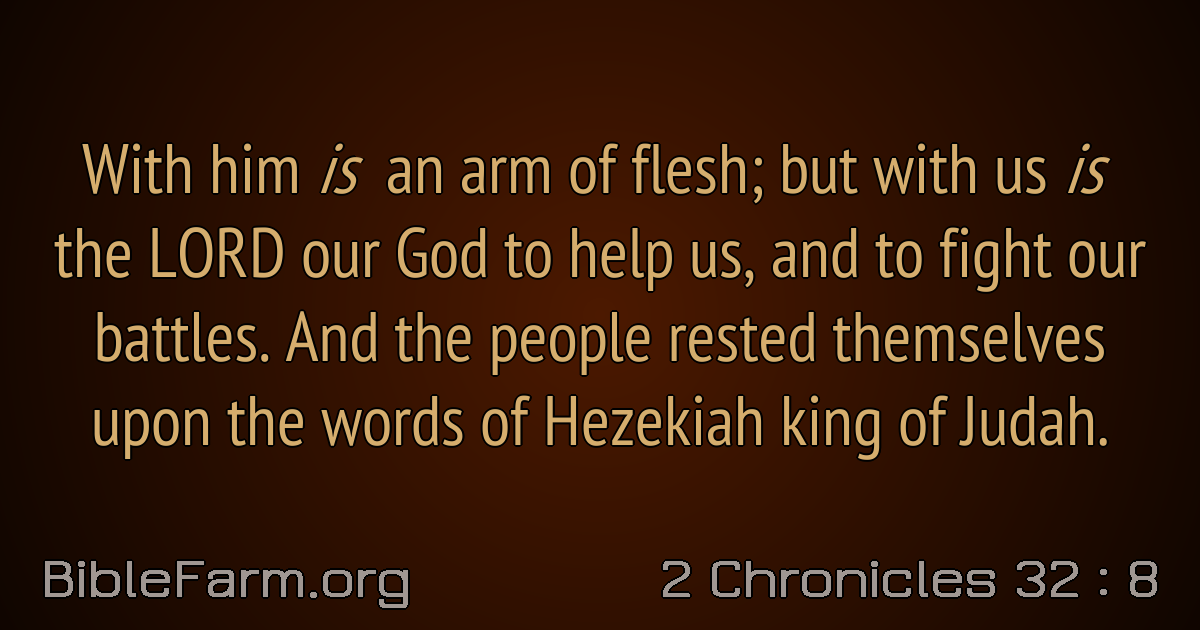 With him is an arm of flesh; but with us is
the LORD our God to help us, and to fight our
battles. And the people rested themselves
upon the words of Hezekiah king of Judah.
BibleFarm.org
2 Chronicles 32 : 8